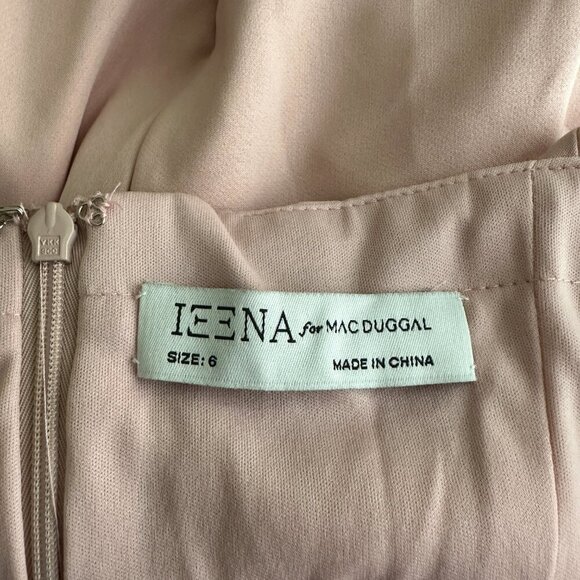 IEENA for MAC DUGGAL
SIZE: 6 MADE IN CHINA